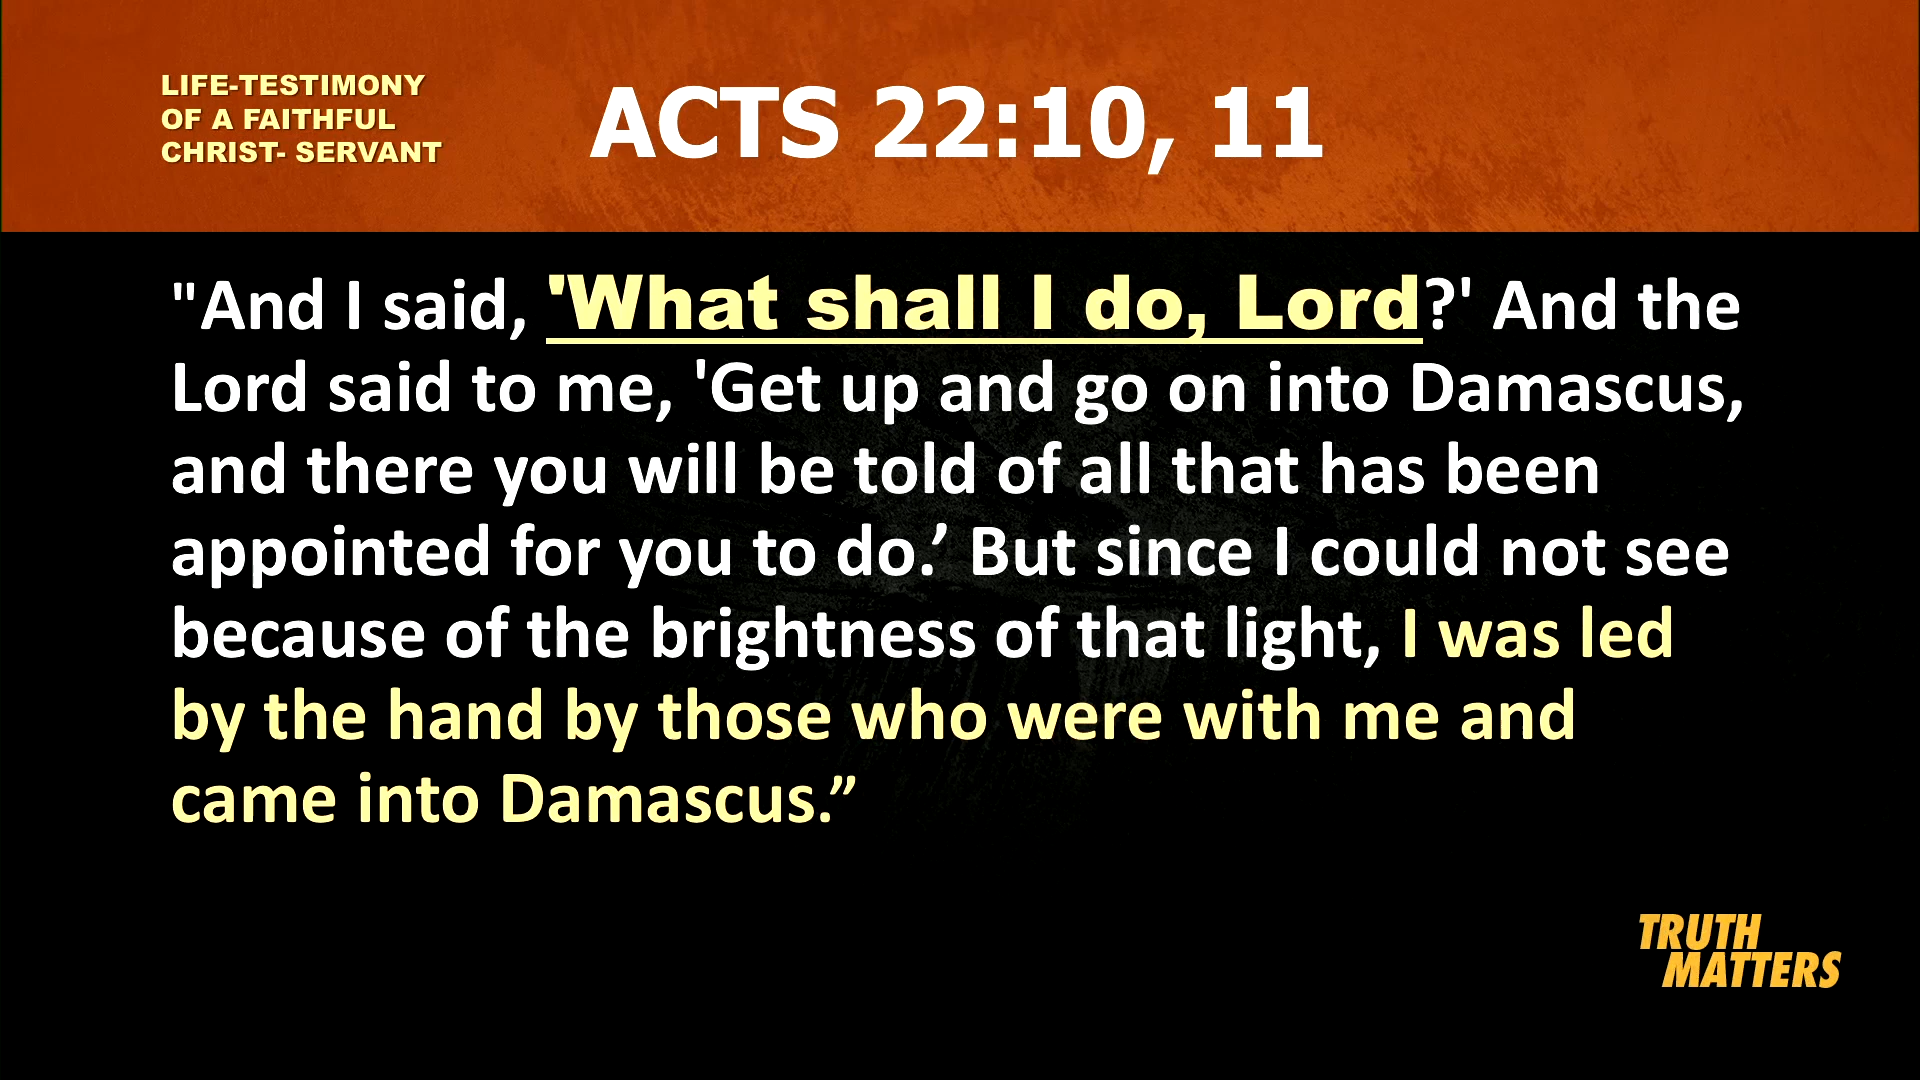 LIFE-TESTIMONY
OF A FAITHFUL
CHRIST- SERVANT
ACTS 22:10, 11
"And I said, 'What shall I do, Lord?' And the
Lord said to me, 'Get up and go on into Damascus,
and there you will be told of all that has been
appointed for you to do.’ But since I could not see
because of the brightness of that light, I was led
by the hand by those who were with me and
came into Damascus.”
TRUTH
MATTERS